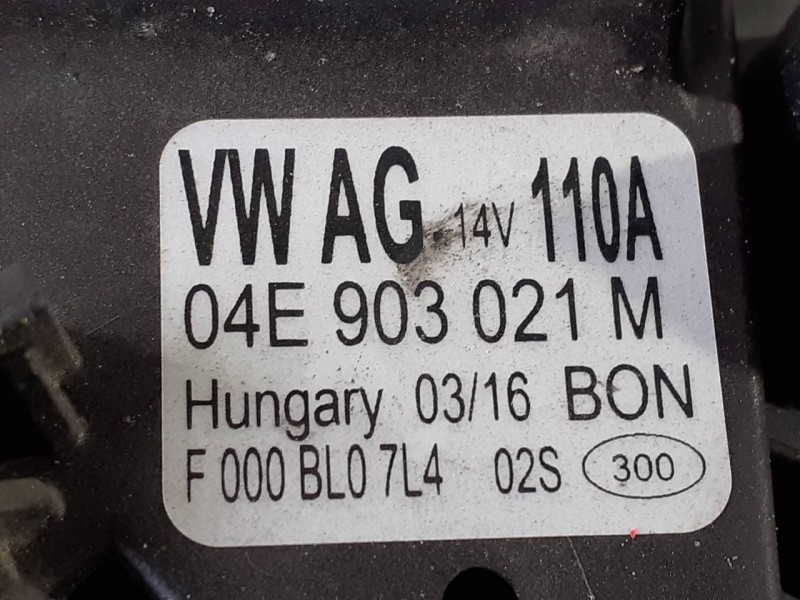 VW AG 14V 110A
04E 903 021 M
Hungary 03/16 BON
F 000 BL0 7L4 02S 300